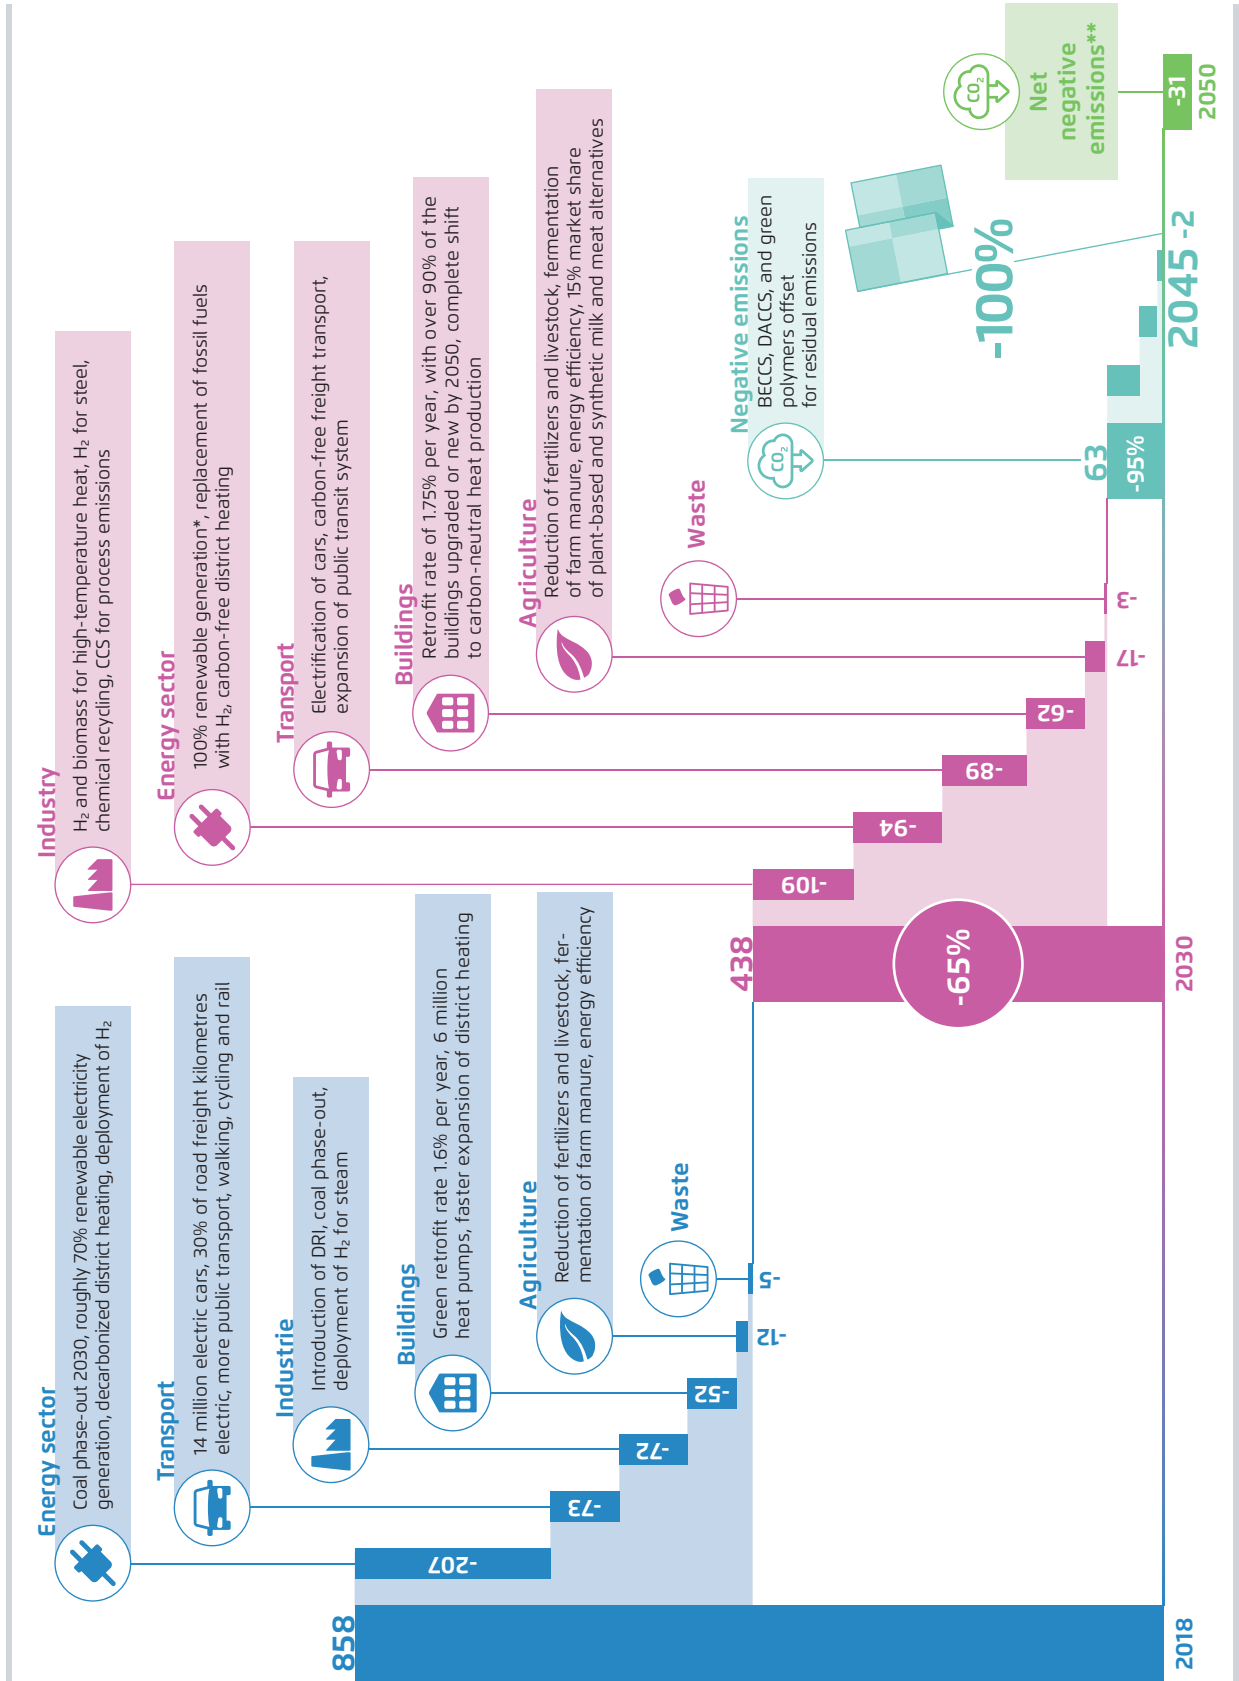 858
2018
Energy sector
Coal phase-out 2030, roughly 70% renewable electricity
generation, decarbonized district heating, deployment of H₂
-207
Transport
14 million electric cars, 30% of road freight kilometres
electric, more public transport, walking, cycling and rail
-73
Industrie
Introduction of DRI, coal phase-out,
deployment of H₂ for steam
-72
Buildings
Green retrofit rate 1.6% per year, 6 million
heat pumps, faster expansion of district heating
-52
Agriculture
Reduction of fertilizers and livestock, fer-
mentation of farm manure, energy efficiency
-12
Waste
-5
438
-65%
2030
Industry
H₂ and biomass for high-temperature heat, H₂ for steel,
chemical recycling, CCS for process emissions
-109
Energy sector
100% renewable generation*, replacement of fossil fuels
with H₂, carbon-free district heating
-94
Transport
Electrification of cars, carbon-free freight transport,
expansion of public transit system
-89
Buildings
Retrofit rate of 1.75% per year, with over 90% of the
buildings upgraded or new by 2050, complete shift
to carbon-neutral heat production
-62
Agriculture
Reduction of fertilizers and livestock, fermentation
of farm manure, energy efficiency, 15% market share
of plant-based and synthetic milk and meat alternatives
-17
Waste
-3
63
-95%
Negative emissions
CO₂
BECCS, DACCS, and green
polymers offset
for residual emissions
-100%
2045 -2
CO₂
Net
negative
emissions**
-31
2050